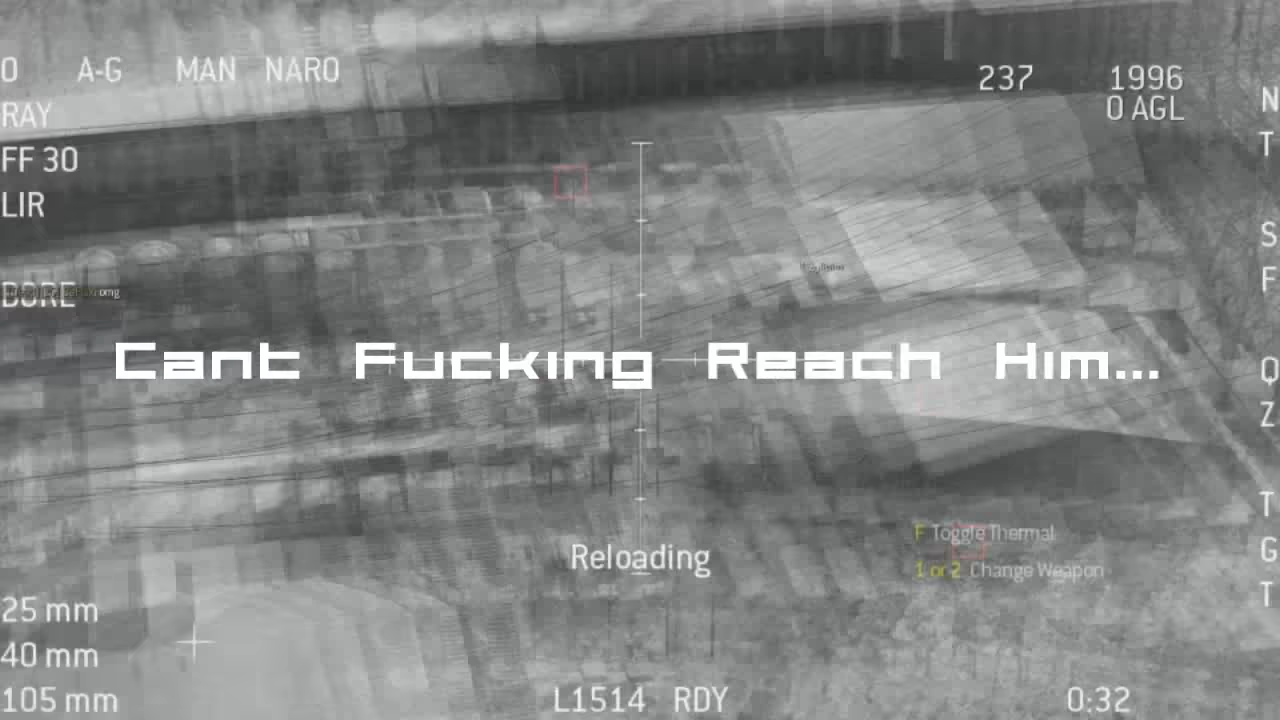 O A-G MAN NARO
237 1996
0 AGL
RAY
FF 30
LIR
BORE
Cant Fucking Reach Him...
F Toggle Thermal
1 or 2 Change Weapon
Reloading
25 mm
40 mm
105 mm
L1514 RDY
0:32
N
T
S
F
Q
Z
T
G
T